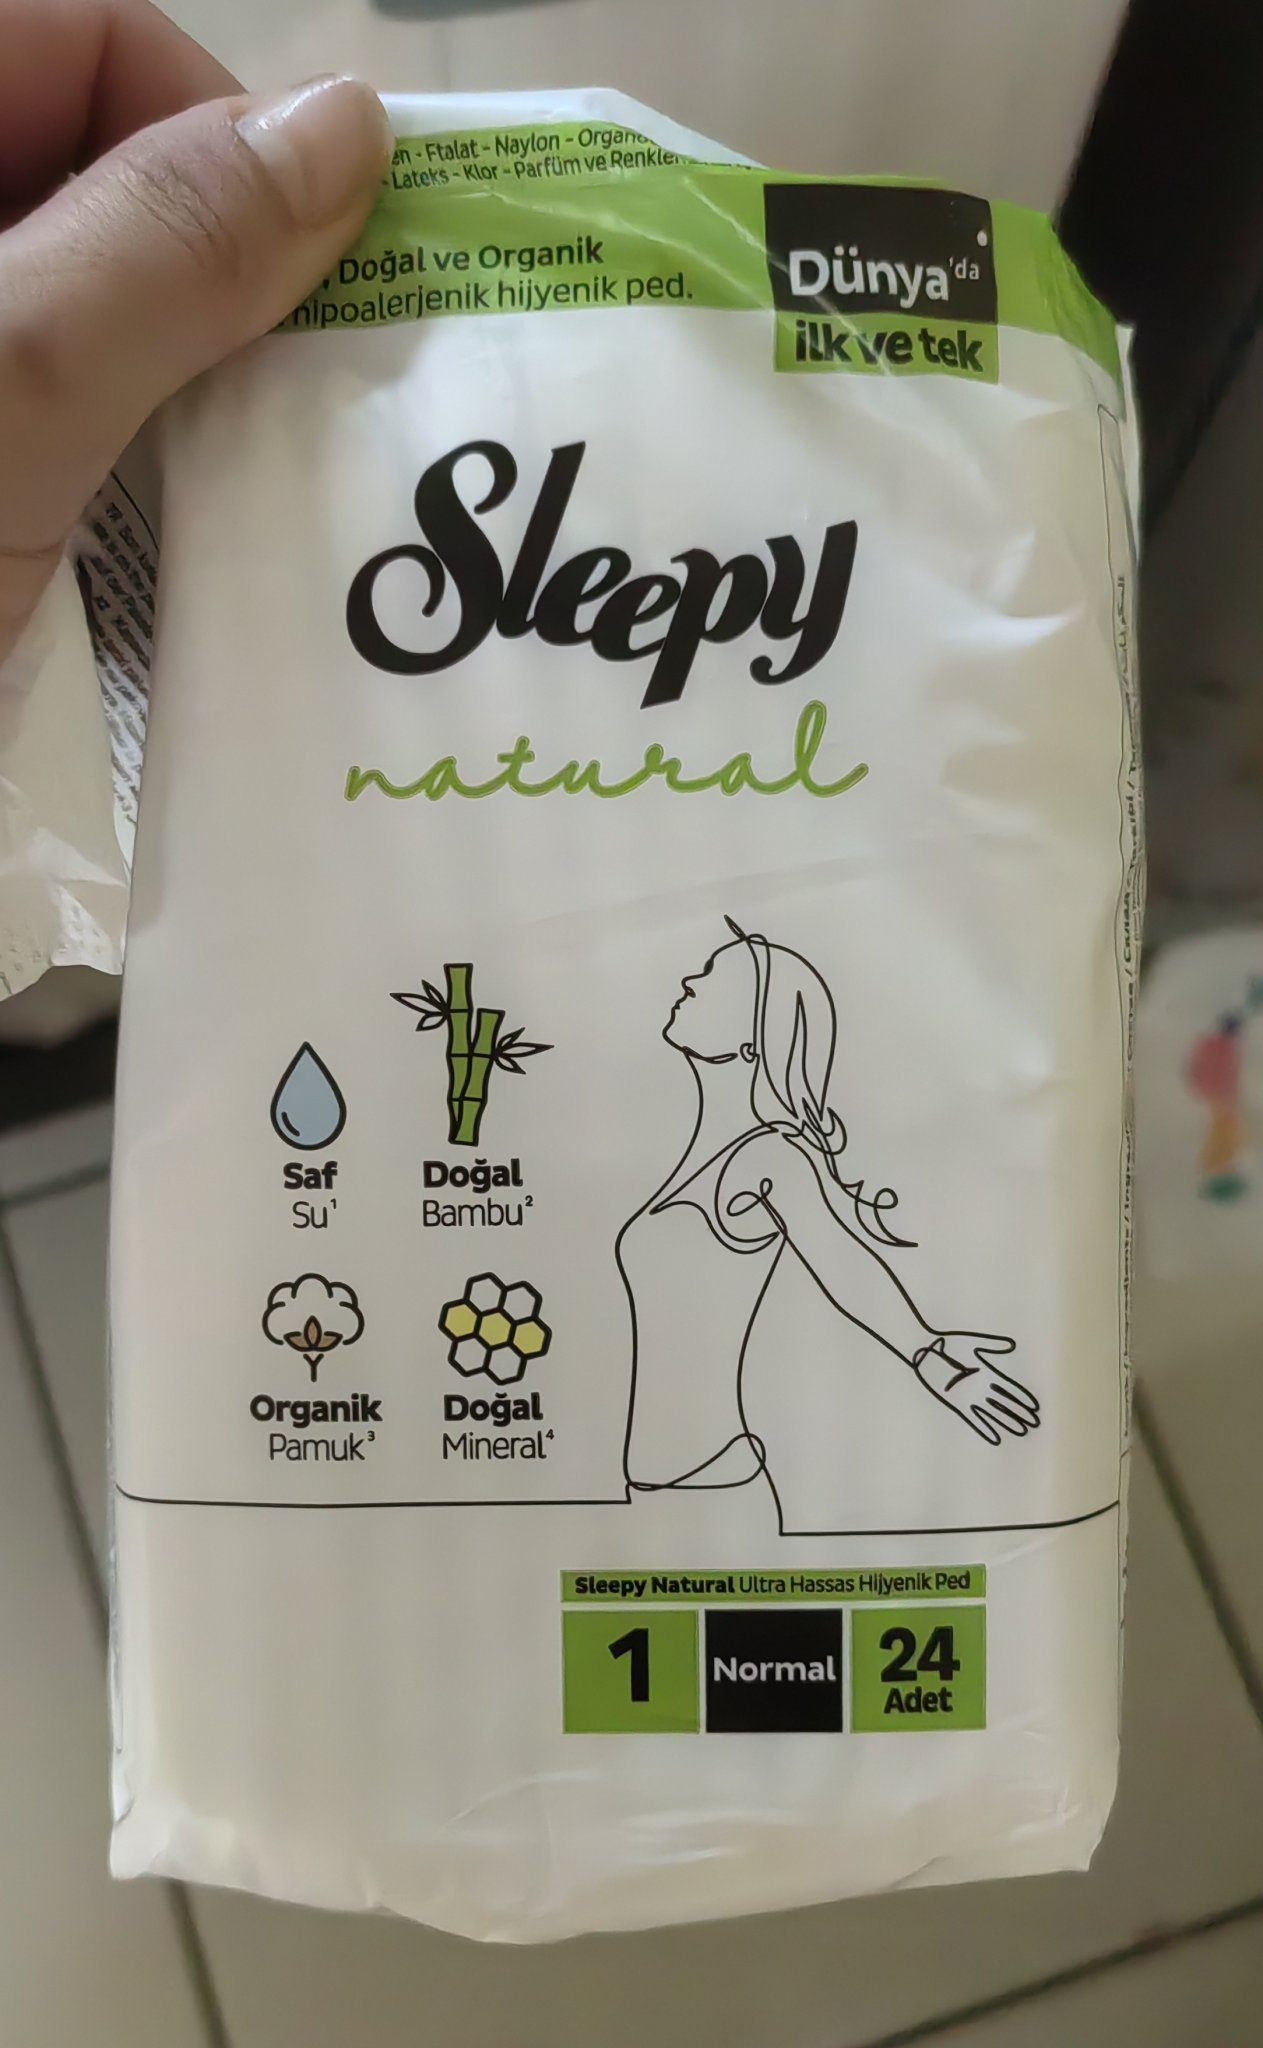 - Ftalat - Naylon -
- Lateks - Klor - Parfüm ve
Doğal ve Organik
hipoalerjenik hijyenik ped.
Dünya'da
ilk ve tek
Sleepy
natural
Saf
Su¹
Doğal
Bambu²
Organik
Pamuk³
Doğal
Mineral⁴
Sleepy Natural Ultra Hassas Hijyenik Ped
1
Normal
24
Adet